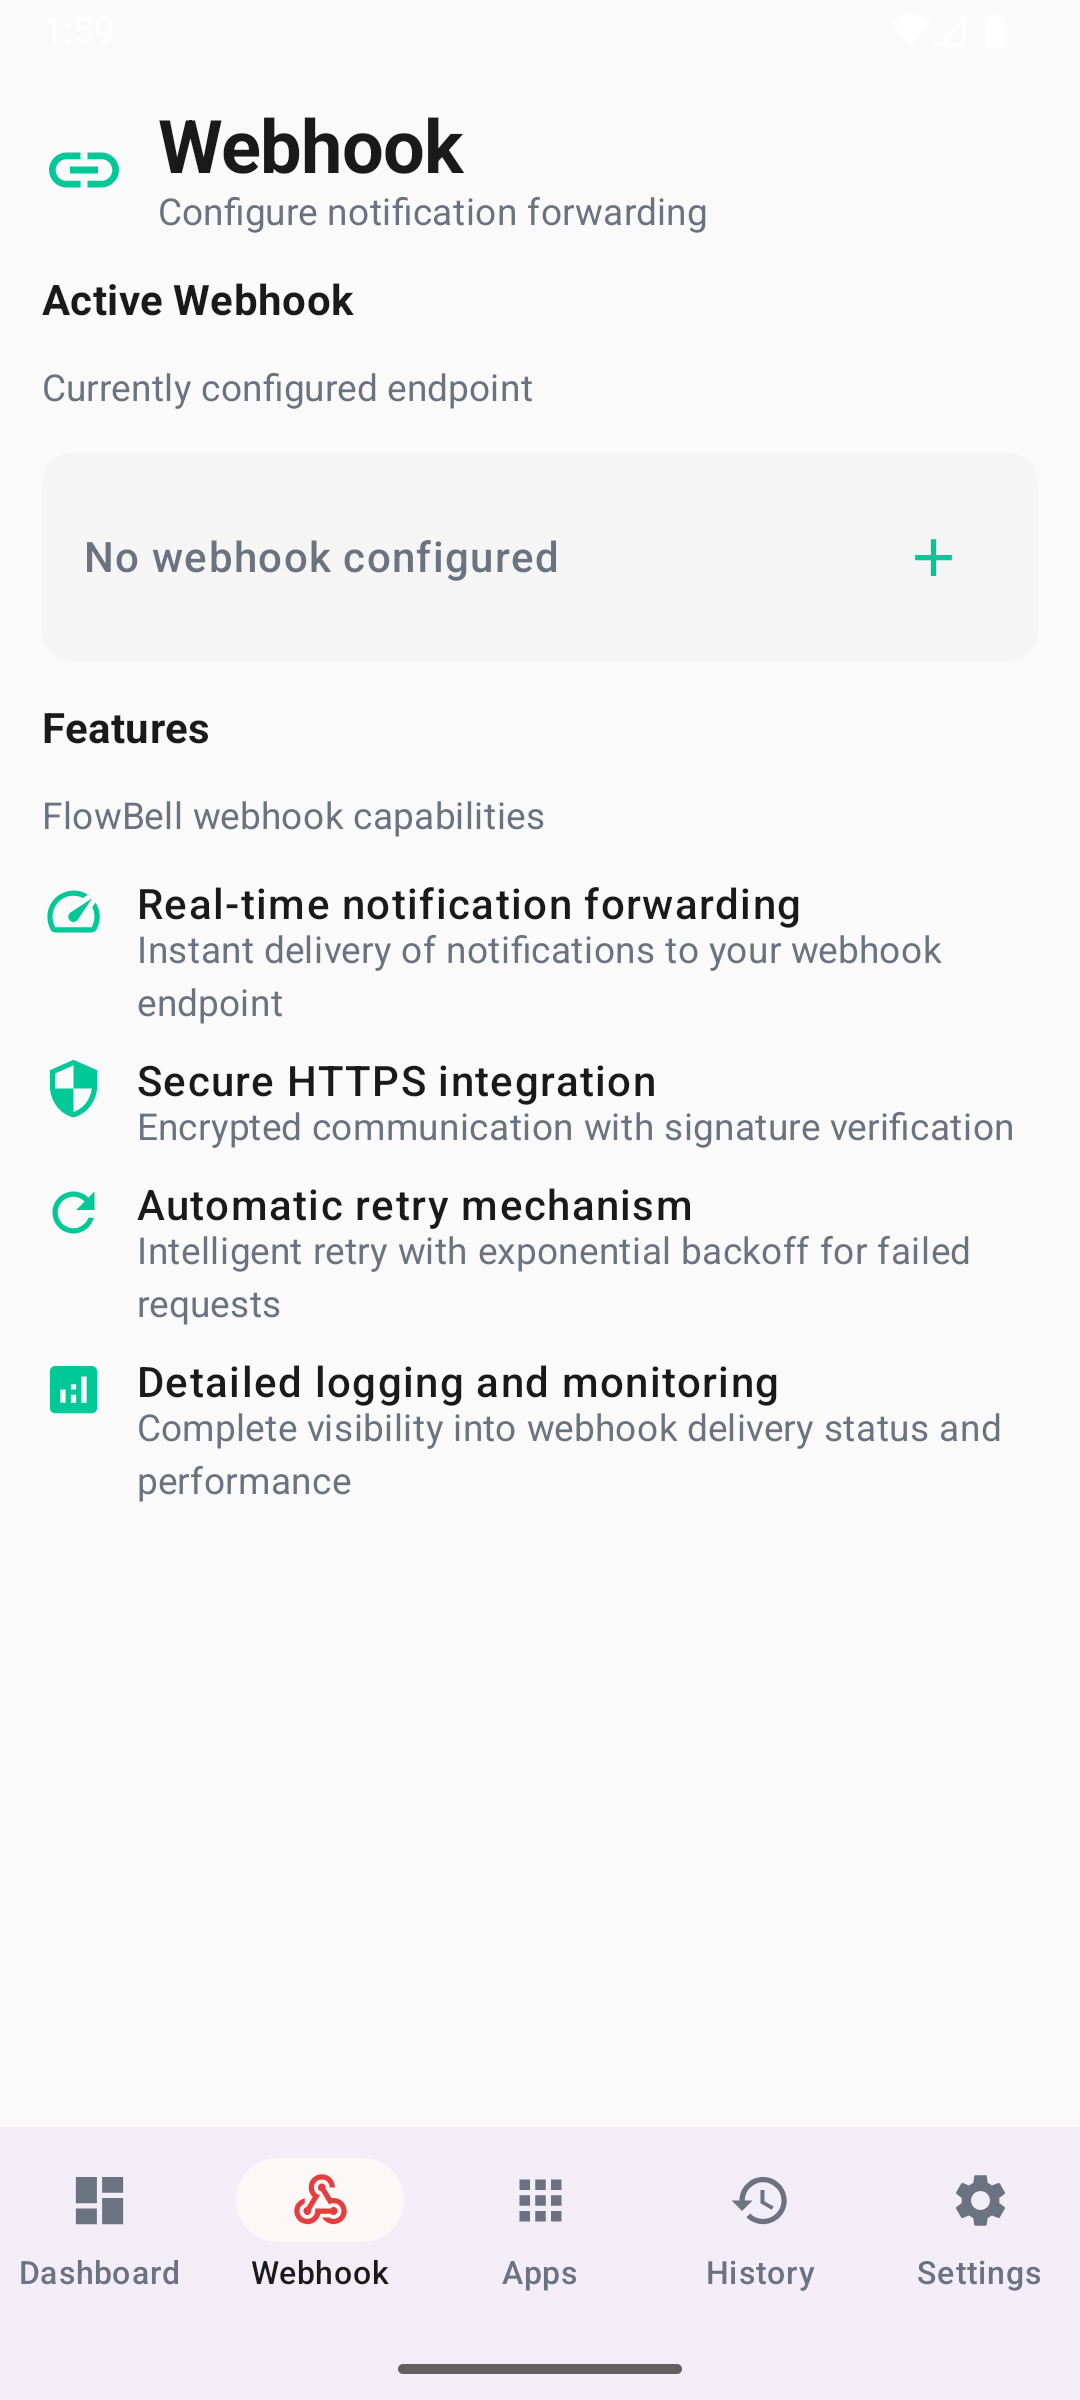 1:59
Webhook
Configure notification forwarding
Active Webhook
Currently configured endpoint
No webhook configured
Features
FlowBell webhook capabilities
Real-time notification forwarding
Instant delivery of notifications to your webhook
endpoint
Secure HTTPS integration
Encrypted communication with signature verification
Automatic retry mechanism
Intelligent retry with exponential backoff for failed
requests
Detailed logging and monitoring
Complete visibility into webhook delivery status and
performance
Dashboard
Webhook
Apps
History
Settings